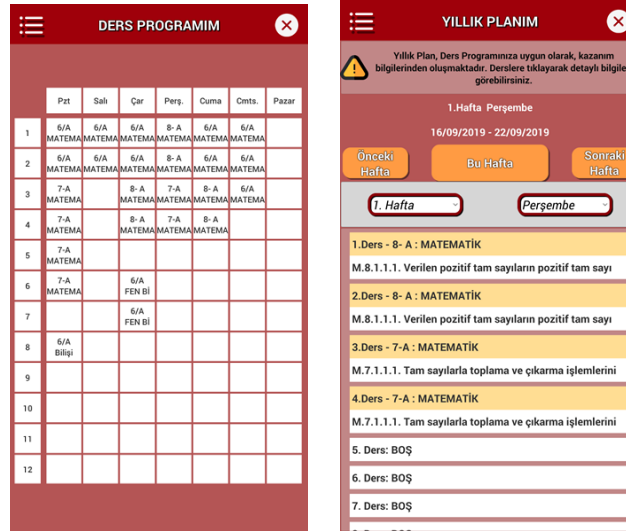 DERS PROGRAMIM
Pzt Salı Çar Perş. Cuma Cmts. Pazar
1 6/A MATEMA 6/A MATEMA 6/A MATEMA 8- A MATEMA 6/A MATEMA 6/A MATEMA
2 6/A MATEMA 6/A MATEMA 6/A MATEMA 8- A MATEMA 6/A MATEMA 6/A MATEMA
3 7-A MATEMA 8- A MATEMA 7-A MATEMA 8- A MATEMA 6/A MATEMA
4 7-A MATEMA 8- A MATEMA 7-A MATEMA 8- A MATEMA
5 7-A MATEMA
6 7-A MATEMA 6/A FEN Bİ
7 6/A FEN Bİ
8 6/A Bilişi
9
10
11
12
YILLIK PLANIM
Yıllık Plan, Ders Programınıza uygun olarak, kazanım
bilgilerinden oluşmaktadır. Derslere tıklayarak detaylı bilgile
görebilirsiniz.
1.Hafta Perşembe
16/09/2019 - 22/09/2019
Önceki Hafta
Bu Hafta
Sonraki Hafta
1. Hafta
Perşembe
1.Ders - 8- A : MATEMATİK
M.8.1.1.1. Verilen pozitif tam sayıların pozitif tam sayı
2.Ders - 8- A : MATEMATİK
M.8.1.1.1. Verilen pozitif tam sayıların pozitif tam sayı
3.Ders - 7-A : MATEMATİK
M.7.1.1.1. Tam sayılarla toplama ve çıkarma işlemlerini
4.Ders - 7-A : MATEMATİK
M.7.1.1.1. Tam sayılarla toplama ve çıkarma işlemlerini
5. Ders: BOŞ
6. Ders: BOŞ
7. Ders: BOŞ